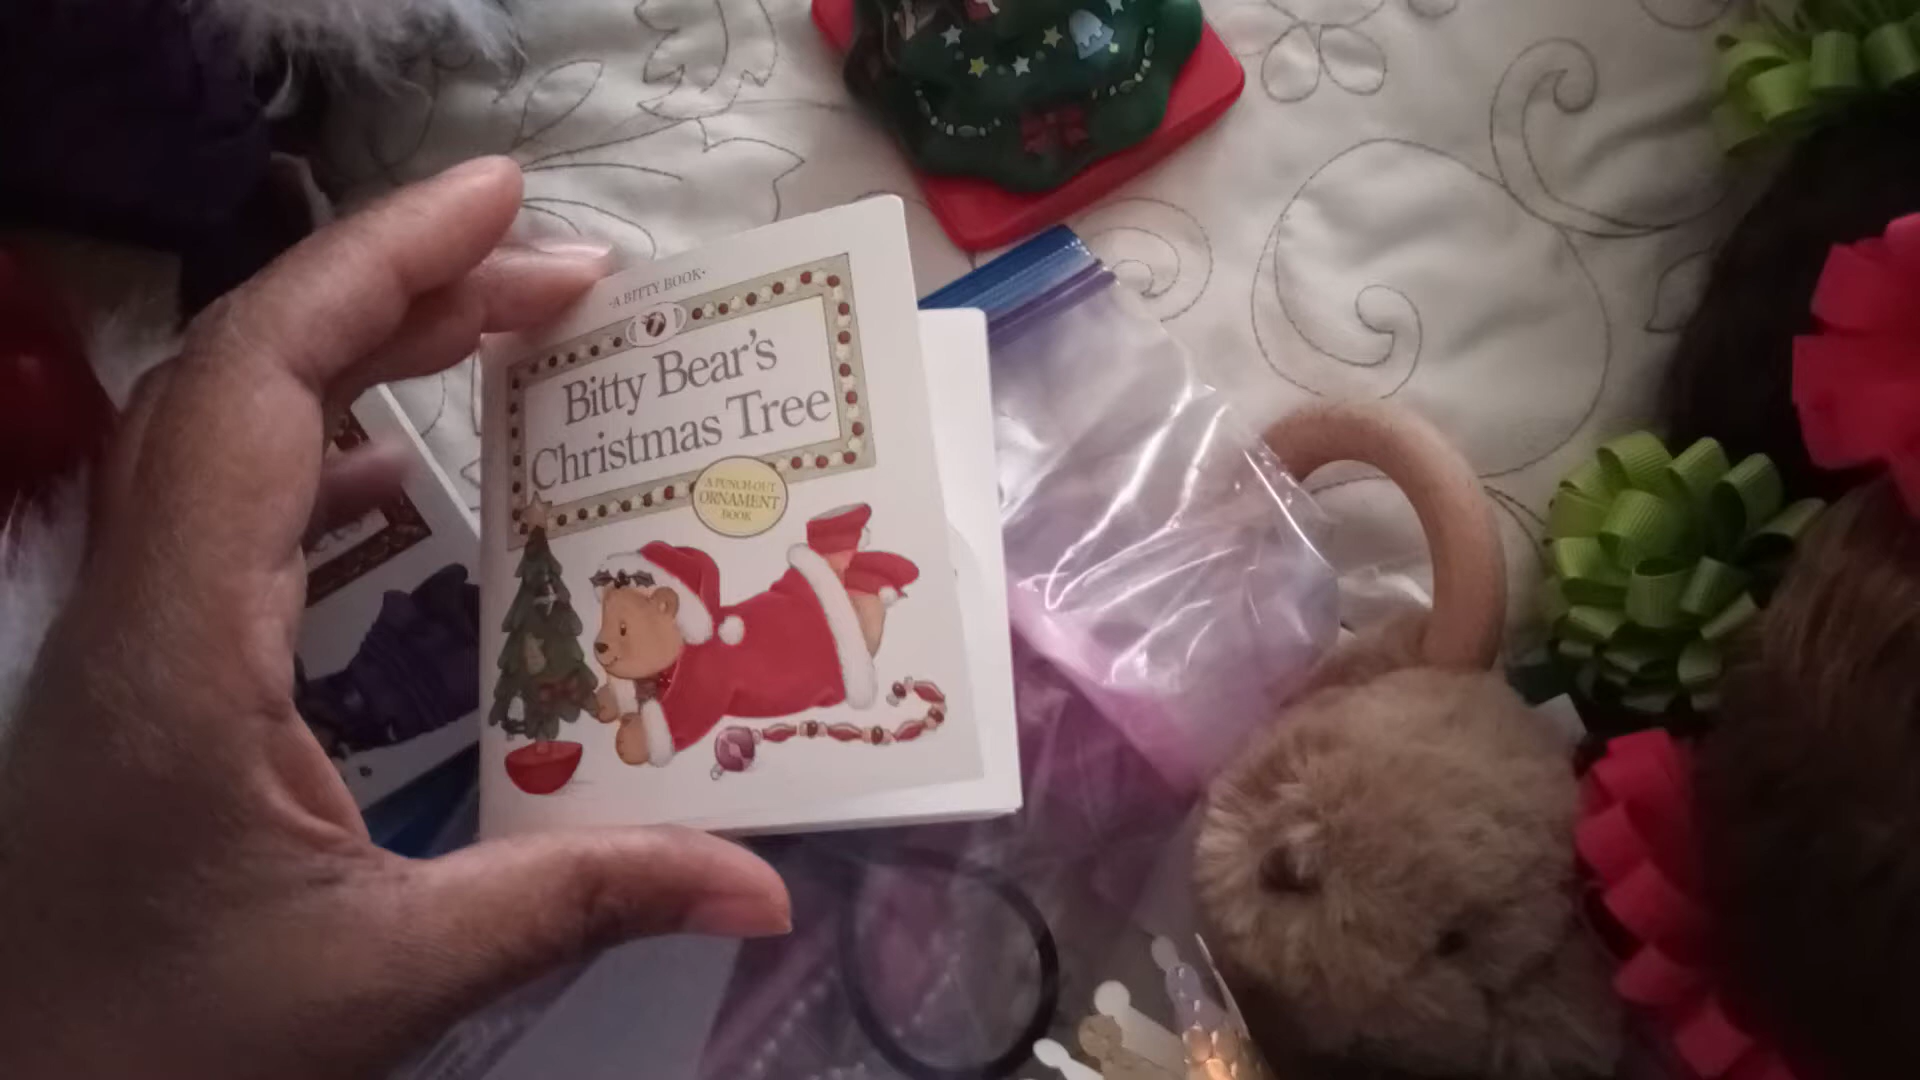 ·A BITTY BOOK·
Bitty Bear's
Christmas Tree
A PUNCH-OUT
ORNAMENT
BOOK